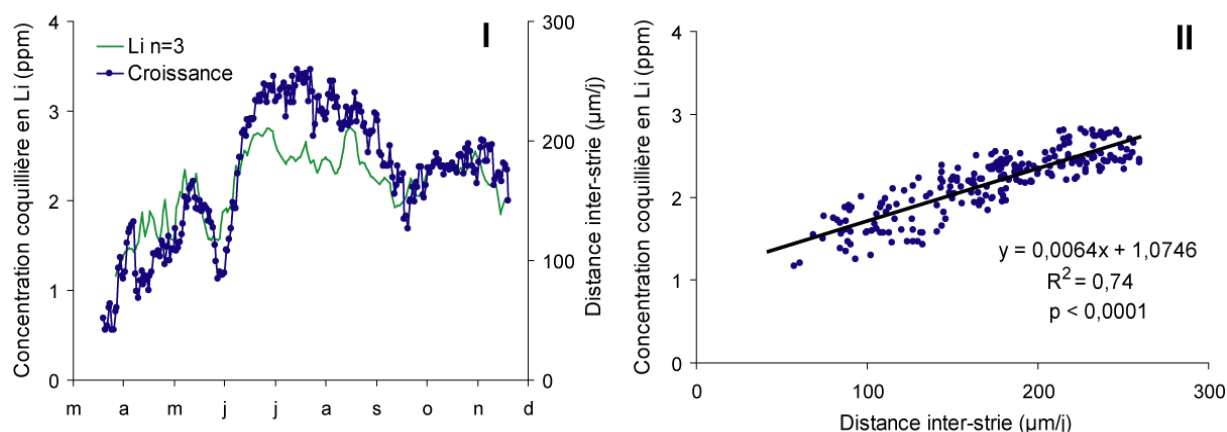 I
Concentration coquillière en Li (ppm)
4
3
2
1
0
Li n=3
Croissance
300
200
100
0
Distance inter-strie (µm/j)
m a m j j a s o n d
II
Concentration coquillière en Li (ppm)
4
3
2
1
0
y = 0,0064x + 1,0746
R² = 0,74
p < 0,0001
0 100 200 300
Distance inter-strie (µm/j)